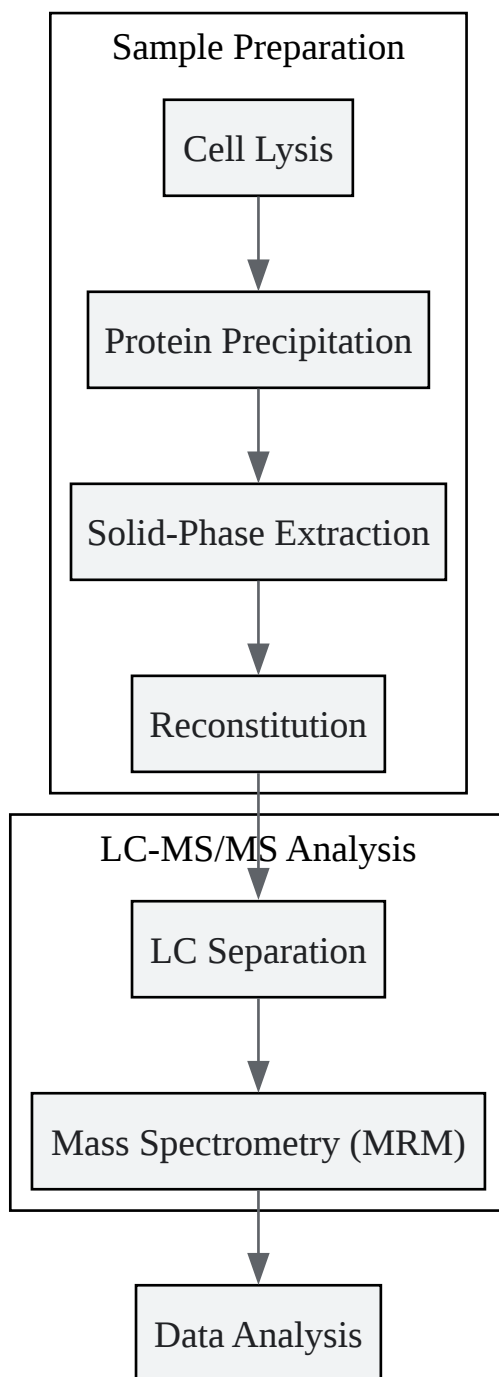 Sample Preparation
Cell Lysis
Protein Precipitation
Solid-Phase Extraction
Reconstitution
LC-MS/MS Analysis
LC Separation
Mass Spectrometry (MRM)
Data Analysis